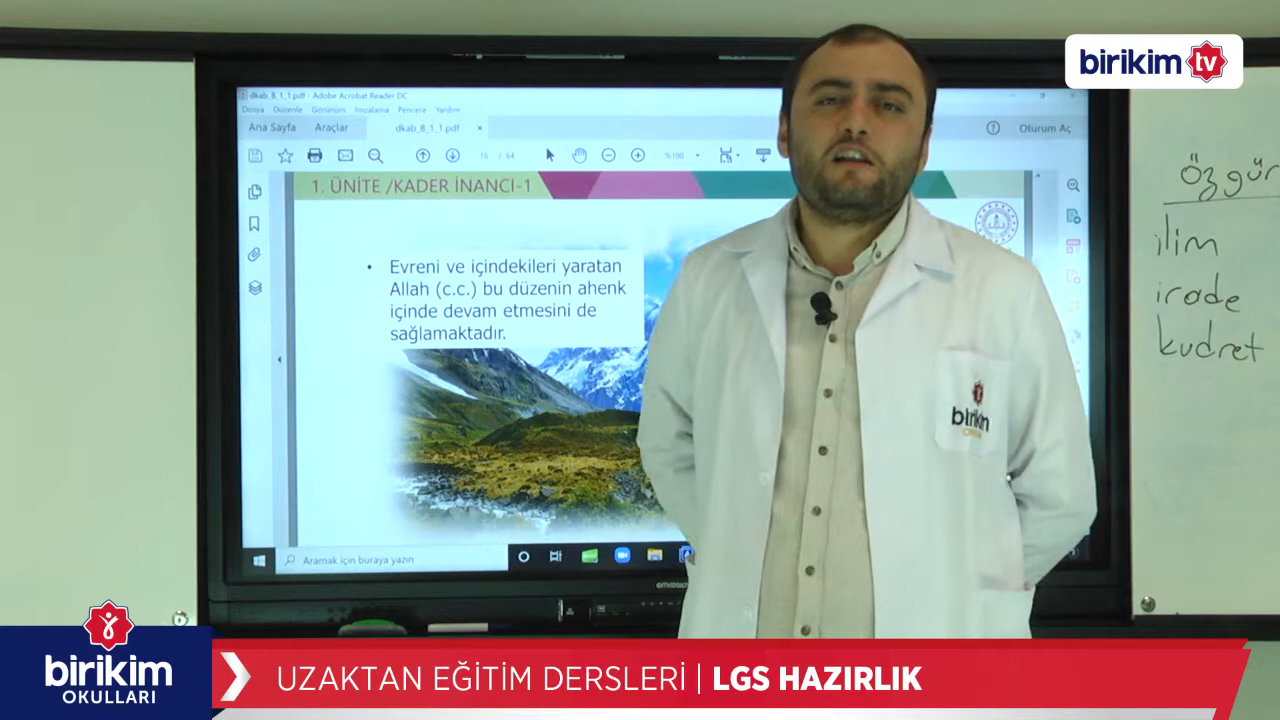 birikim tv
dkab_8_1_1.pdf - Adobe Acrobat Reader DC
Dosya Düzenle Görünüm İmzalama Pencere Yardım
Ana Sayfa Araçlar dkab_8_1_1.pdf × Oturum Aç
16 / 64 %100
1. ÜNİTE /KADER İNANCI-1
• Evreni ve içindekileri yaratan
Allah (c.c.) bu düzenin ahenk
içinde devam etmesini de
sağlamaktadır.
Aramak için buraya yazın
özgür
ilim
irade
kudret
birikim
birikim
OKULLARI
UZAKTAN EĞİTİM DERSLERİ | LGS HAZIRLIK